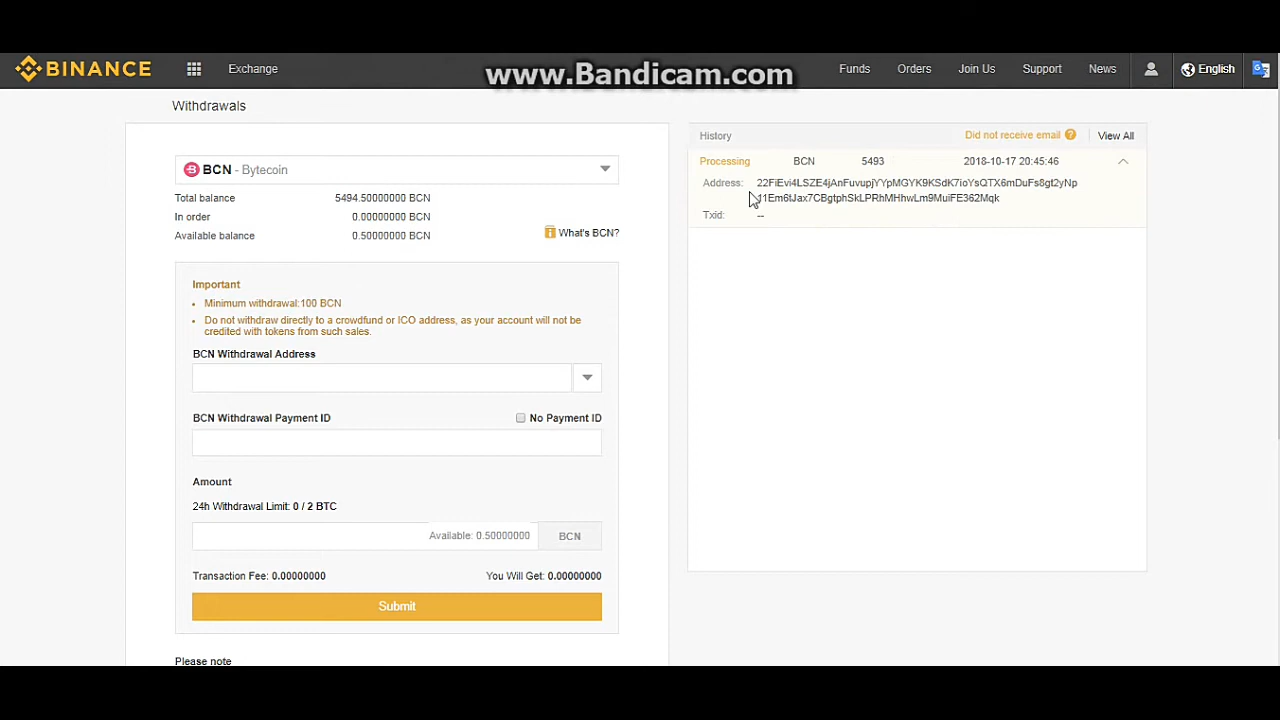 BINANCE
Exchange
www.Bandicam.com
Funds
Orders
Join Us
Support
News
English
Withdrawals
BCN - Bytecoin
Total balance 5494.50000000 BCN
In order 0.00000000 BCN
Available balance 0.50000000 BCN
What's BCN?
Important
Minimum withdrawal:100 BCN
Do not withdraw directly to a crowdfund or ICO address, as your account will not be
credited with tokens from such sales.
BCN Withdrawal Address
BCN Withdrawal Payment ID
No Payment ID
Amount
24h Withdrawal Limit: 0 / 2 BTC
Available: 0.50000000 BCN
Transaction Fee: 0.00000000
You Will Get: 0.00000000
Submit
Please note
History
Did not receive email ?
View All
Processing BCN 5493 2018-10-17 20:45:46
Address:
Txid: --